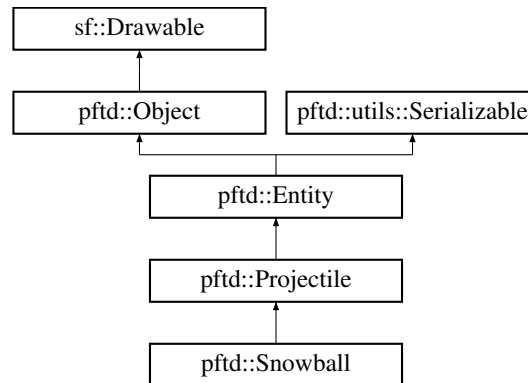 sf::Drawable
pftd::Object
pftd::utils::Serializable
pftd::Entity
pftd::Projectile
pftd::Snowball